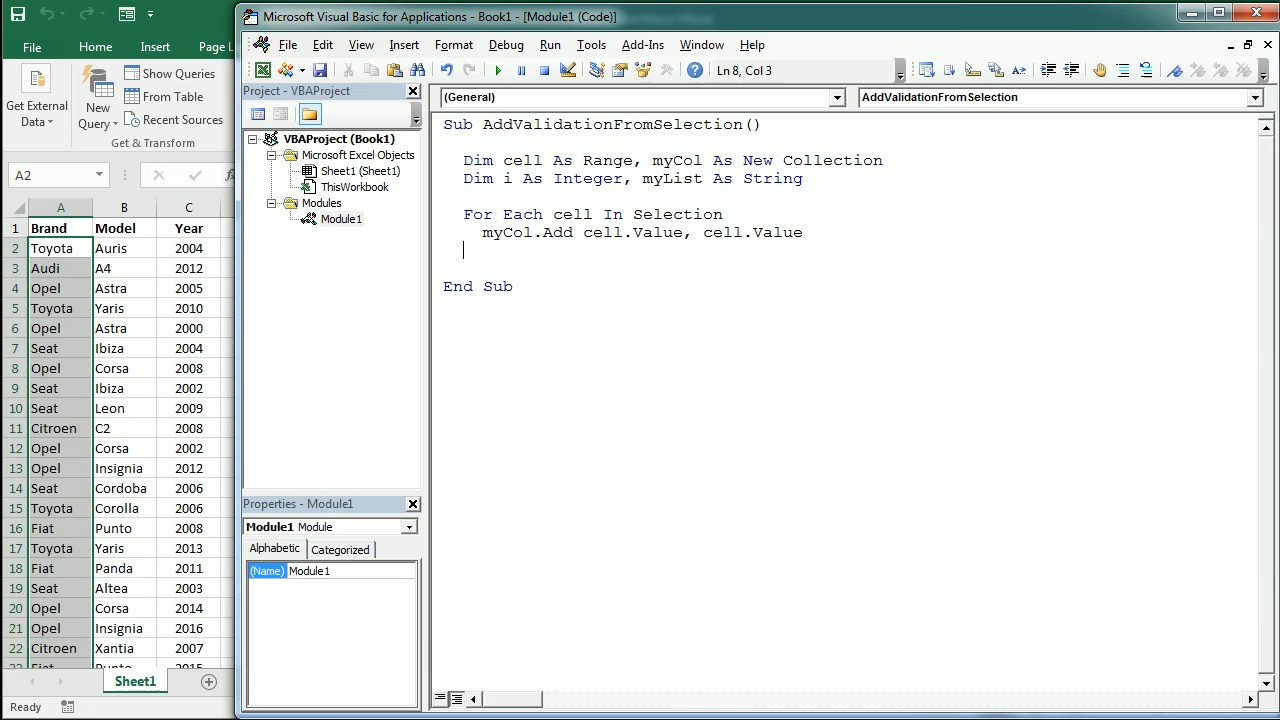 Microsoft Visual Basic for Applications - Book1 - [Module1 (Code)]
File Home Insert Page L
File Edit View Insert Format Debug Run Tools Add-Ins Window Help
Ln 8, Col 3
Get External Data
New Query
Show Queries
From Table
Recent Sources
Get & Transform
A2
Project - VBAProject
VBAProject (Book1)
Microsoft Excel Objects
Sheet1 (Sheet1)
ThisWorkbook
Modules
Module1
Properties - Module1
Module1 Module
Alphabetic Categorized
(Name) Module1
(General) AddValidationFromSelection
Sub AddValidationFromSelection()
Dim cell As Range, myCol As New Collection
Dim i As Integer, myList As String
For Each cell In Selection
myCol.Add cell.Value, cell.Value
End Sub
A B C
1 Brand Model Year
2 Toyota Auris 2004
3 Audi A4 2012
4 Opel Astra 2005
5 Toyota Yaris 2010
6 Opel Astra 2000
7 Seat Ibiza 2004
8 Opel Corsa 2008
9 Seat Ibiza 2002
10 Seat Leon 2009
11 Citroen C2 2008
12 Opel Corsa 2002
13 Opel Insignia 2012
14 Seat Cordoba 2006
15 Toyota Corolla 2006
16 Fiat Punto 2008
17 Toyota Yaris 2013
18 Fiat Panda 2011
19 Seat Altea 2003
20 Opel Corsa 2014
21 Opel Insignia 2016
22 Citroen Xantia 2007
23 Fiat Punto 2015
Sheet1
Ready